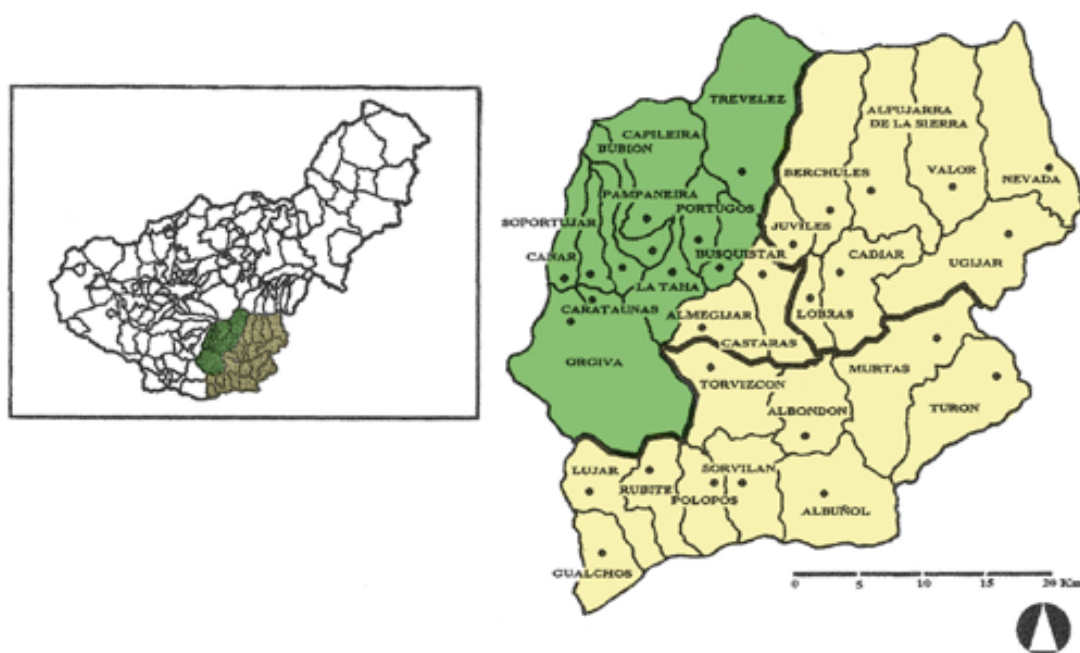 TREVELEZ
CAPILEIRA
BUBION
PAMPANEIRA
PORTUGOS
SOPORTUJAR
CAÑAR
BUSQUISTAR
LA TAHA
CARATAUNAS
ORGIVA
ALPUJARRA
DE LA SIERRA
BERCHULES
VALOR
NEVADA
JUVILES
CADIAR
UGIJAR
ALMEGIJAR
LOBRAS
CASTARAS
TORVIZCON
MURTAS
ALBONDON
TURON
LUJAR
RUBITE
SORVILAN
POLOPOS
ALBUÑOL
GUALCHOS
0 5 10 15 20 Km